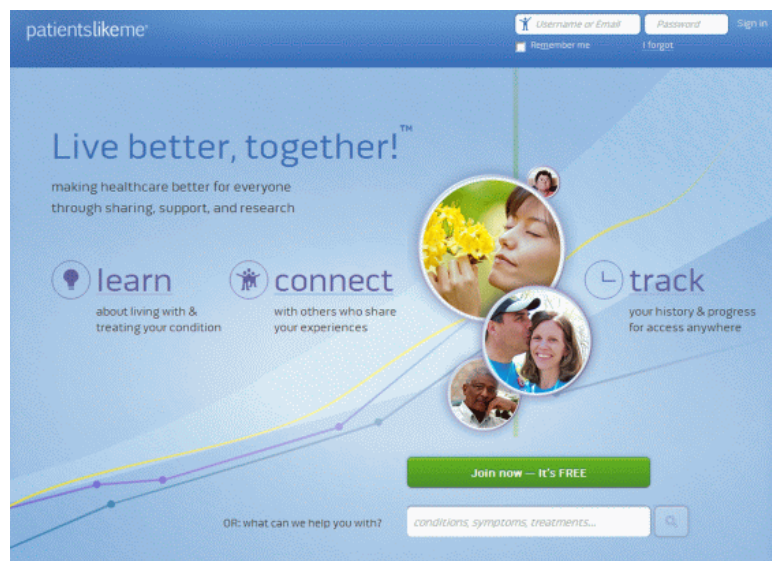 patientslikeme®
Username or Email
Password
Sign in
Remember me
I forgot
Live better, together!™
making healthcare better for everyone
through sharing, support, and research
learn
about living with &
treating your condition
connect
with others who share
your experiences
track
your history & progress
for access anywhere
Join now — It's FREE
OR: what can we help you with?
conditions, symptoms, treatments...